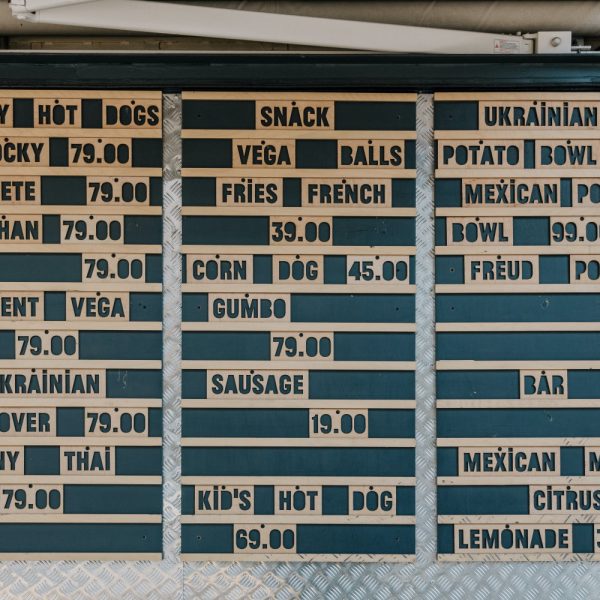 HOT DOGS
79.00
79.00
79.00
79.00
VEGA
79.00
79.00
THAI
79.00
SNACK
VEGA BALLS
FRIES FRENCH
39.00
CORN DOG 45.00
GUMBO
79.00
SAUSAGE
19.00
KID'S HOT DOG
69.00
UKRAINIAN
POTATO BOWL
MEXICAN
BOWL 99.00
FREUD
BAR
MEXICAN
CITRUS
LEMONADE